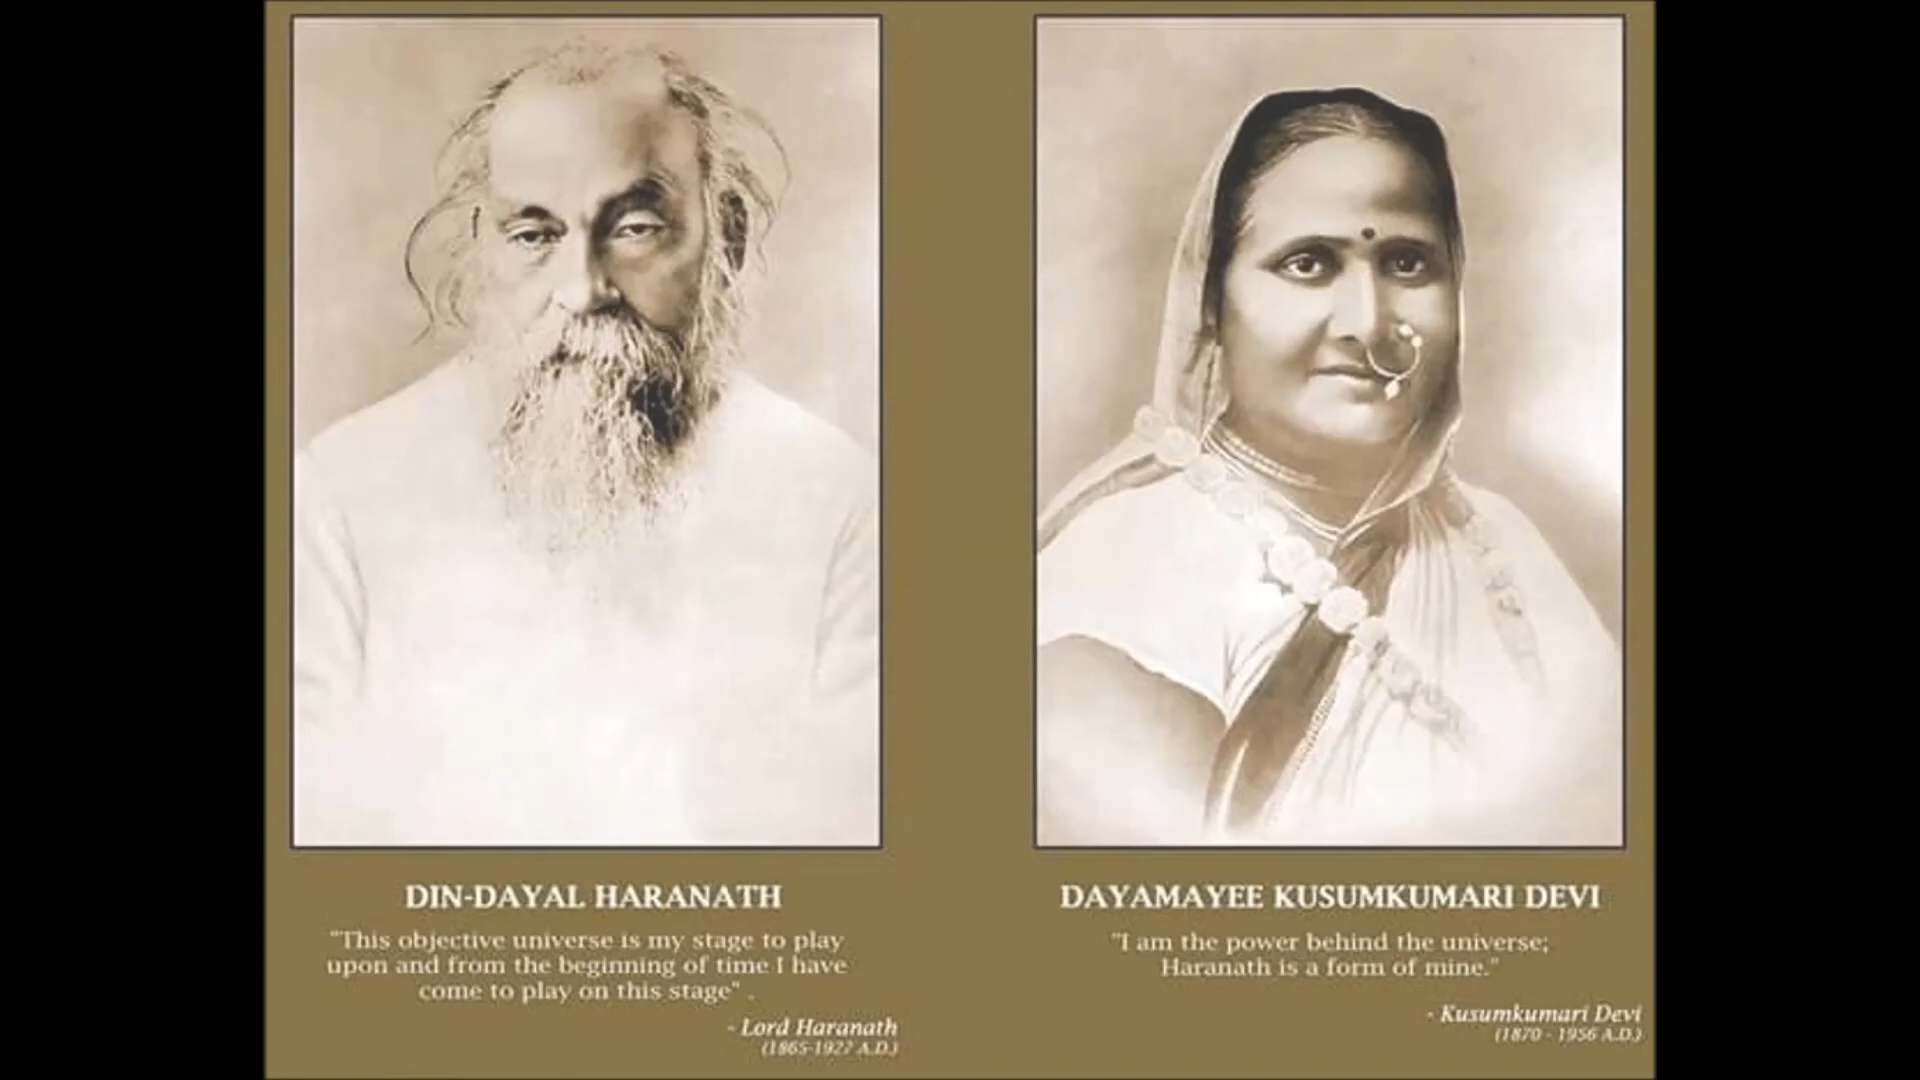 DIN-DAYAL HARANATH
"This objective universe is my stage to play
upon and from the beginning of time I have
come to play on this stage" .
- Lord Haranath
(1865-1927 A.D.)
DAYAMAYEE KUSUMKUMARI DEVI
"I am the power behind the universe;
Haranath is a form of mine."
- Kusumkumari Devi
(1870 - 1956 A.D.)